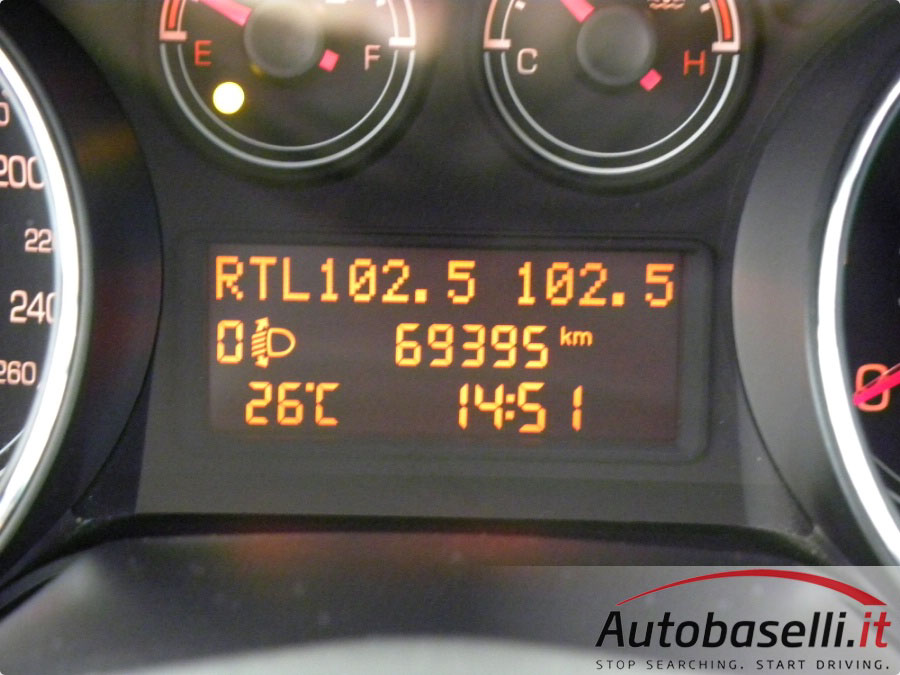 E F
C H
200
220
240
260
RTL102.5 102.5
0 69395 km
26°C 14:51
0
Autobaselli.it
STOP SEARCHING. START DRIVING.